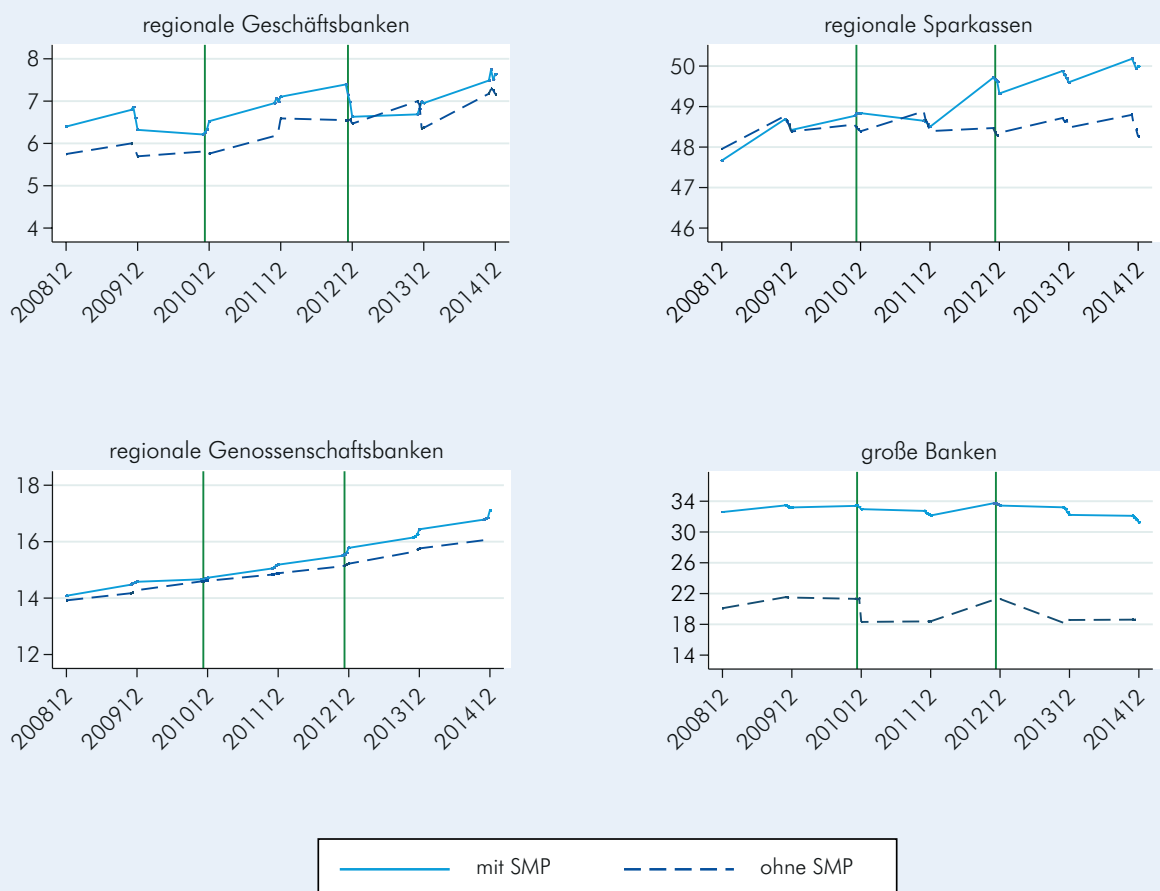 regionale Geschäftsbanken
8
7
6
5
4
200812 200912 201012 201112 201212 201312 201412
regionale Sparkassen
50
49
48
47
46
200812 200912 201012 201112 201212 201312 201412
regionale Genossenschaftsbanken
18
16
14
12
200812 200912 201012 201112 201212 201312 201412
große Banken
34
30
26
22
18
14
200812 200912 201012 201112 201212 201312 201412
mit SMP ohne SMP